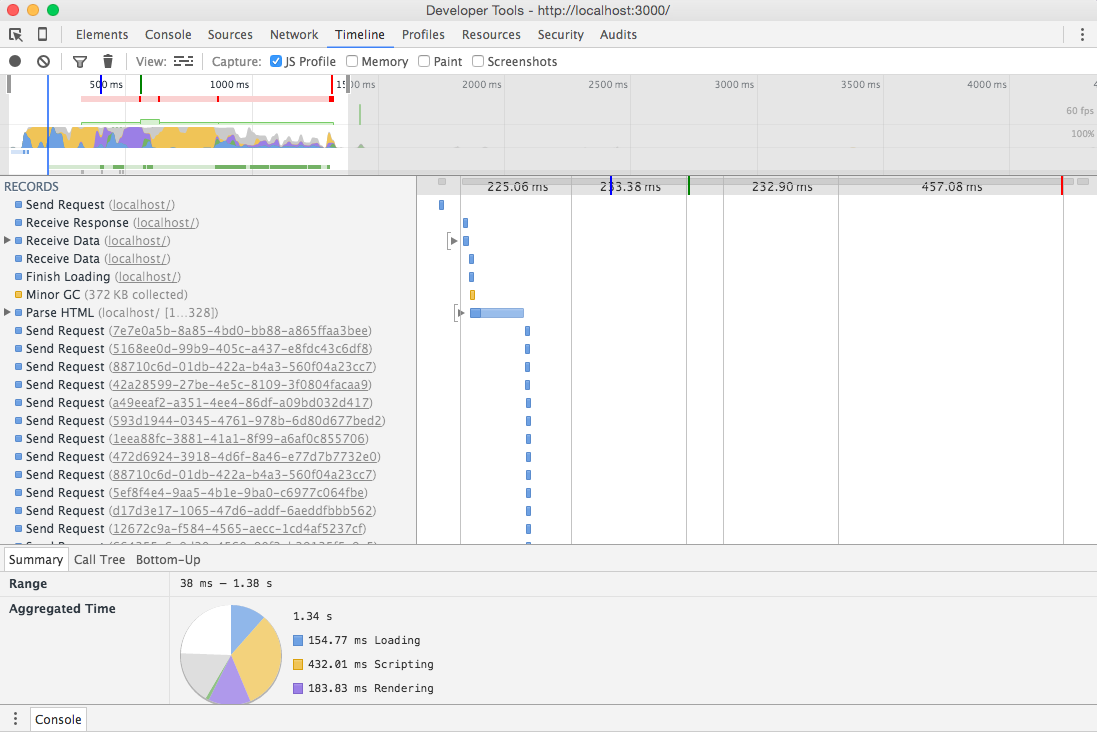 Developer Tools - http://localhost:3000/
Elements Console Sources Network Timeline Profiles Resources Security Audits
View: Capture: JS Profile Memory Paint Screenshots
500 ms 1000 ms 2000 ms 2500 ms 3000 ms 3500 ms 4000 ms
60 fps
100%
RECORDS 225.06 ms 253.38 ms 232.90 ms 457.08 ms
Send Request (localhost/)
Receive Response (localhost/)
Receive Data (localhost/)
Receive Data (localhost/)
Finish Loading (localhost/)
Minor GC (372 KB collected)
Parse HTML (localhost/ [1…328])
Send Request (7e7e0a5b-8a85-4bd0-bb88-a865ffaa3bee)
Send Request (5168ee0d-99b9-405c-a437-e8fdc43c6df8)
Send Request (88710c6d-01db-422a-b4a3-560f04a23cc7)
Send Request (42a28599-27be-4e5c-8109-3f0804facaa9)
Send Request (a49eeaf2-a351-4ee4-86df-a09bd032d417)
Send Request (593d1944-0345-4761-978b-6d80d677bed2)
Send Request (1eea88fc-3881-41a1-8f99-a6af0c855706)
Send Request (472d6924-3918-4d6f-8a46-e77d7b7732e0)
Send Request (88710c6d-01db-422a-b4a3-560f04a23cc7)
Send Request (5ef8f4e4-9aa5-4b1e-9ba0-c6977c064fbe)
Send Request (d17d3e17-1065-47d6-addf-6aeddfbbb562)
Send Request (12672c9a-f584-4565-aecc-1cd4af5237cf)
Summary Call Tree Bottom-Up
Range 38 ms – 1.38 s
Aggregated Time
1.34 s
154.77 ms Loading
432.01 ms Scripting
183.83 ms Rendering
Console